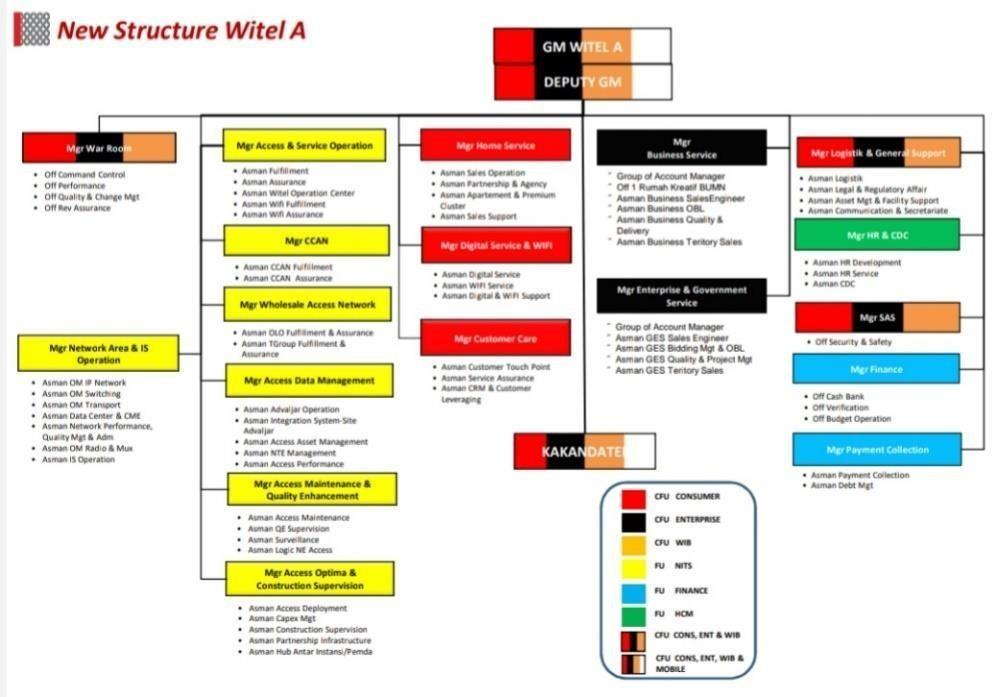 New Structure Witel A
GM WITEL A
DEPUTY GM
Mgr War Room
• Off Command Control
• Off Performance
• Off Quality & Change Mgt
• Off Rev Assurance
Mgr Network Area & IS
Operation
• Asman OM IP Network
• Asman OM Switching
• Asman OM Transport
• Asman Data Center & CME
• Asman Network Performance,
Quality Mgt & Adm
• Asman OM Radio & Mux
• Asman IS Operation
Mgr Access & Service Operation
• Asman Fulfillment
• Asman Assurance
• Asman Witel Operation Center
• Asman Wifi Fulfillment
• Asman Wifi Assurance
Mgr CCAN
• Asman CCAN Fulfillment
• Asman CCAN Assurance
Mgr Wholesale Access Network
• Asman OLO Fulfillment & Assurance
• Asman TGroup Fulfillment &
Assurance
Mgr Access Data Management
• Asman Advaljar Operation
• Asman Integration System-Site
Advaljar
• Asman Access Asset Management
• Asman NTE Management
• Asman Access Performance
Mgr Access Maintenance &
Quality Enhancement
• Asman Access Maintenance
• Asman QE Supervision
• Asman Surveillance
• Asman Logic NE Access
Mgr Access Optima &
Construction Supervision
• Asman Access Deployment
• Asman Capex Mgt
• Asman Construction Supervision
• Asman Partnership Infrastructure
• Asman Hub Antar Instansi/Pemda
Mgr Home Service
• Asman Sales Operation
• Asman Partnership & Agency
• Asman Apartement & Premium
Cluster
• Asman Sales Support
Mgr Digital Service & WIFI
• Asman Digital Service
• Asman WIFI Service
• Asman Digital & WIFI Support
Mgr Customer Care
• Asman Customer Touch Point
• Asman Service Assurance
• Asman CRM & Customer
Leveraging
Mgr
Business Service
Group of Account Manager
Off 1 Rumah Kreatif BUMN
Asman Business SalesEngineer
Asman Business OBL
Asman Business Quality &
Delivery
Asman Business Teritory Sales
Mgr Enterprise & Government
Service
Group of Account Manager
Asman GES Sales Engineer
Asman GES Bidding Mgt & OBL
Asman GES Quality & Project Mgt
Asman GES Teritory Sales
KAKANDATEL
Mgr Logistik & General Support
• Asman Logistik
• Asman Legal & Regulatory Affair
• Asman Asset Mgt & Facility Support
• Asman Communication & Secretariate
Mgr HR & CDC
• Asman HR Development
• Asman HR Service
• Asman CDC
Mgr SAS
• Off Security & Safety
Mgr Finance
• Off Cash Bank
• Off Verification
• Off Budget Operation
Mgr Payment Collection
• Asman Payment Collection
• Asman Debt Mgt
CFU CONSUMER
CFU ENTERPRISE
CFU WIB
FU NITS
FU FINANCE
FU HCM
CFU CONS, ENT & WIB
CFU CONS, ENT, WIB &
MOBILE